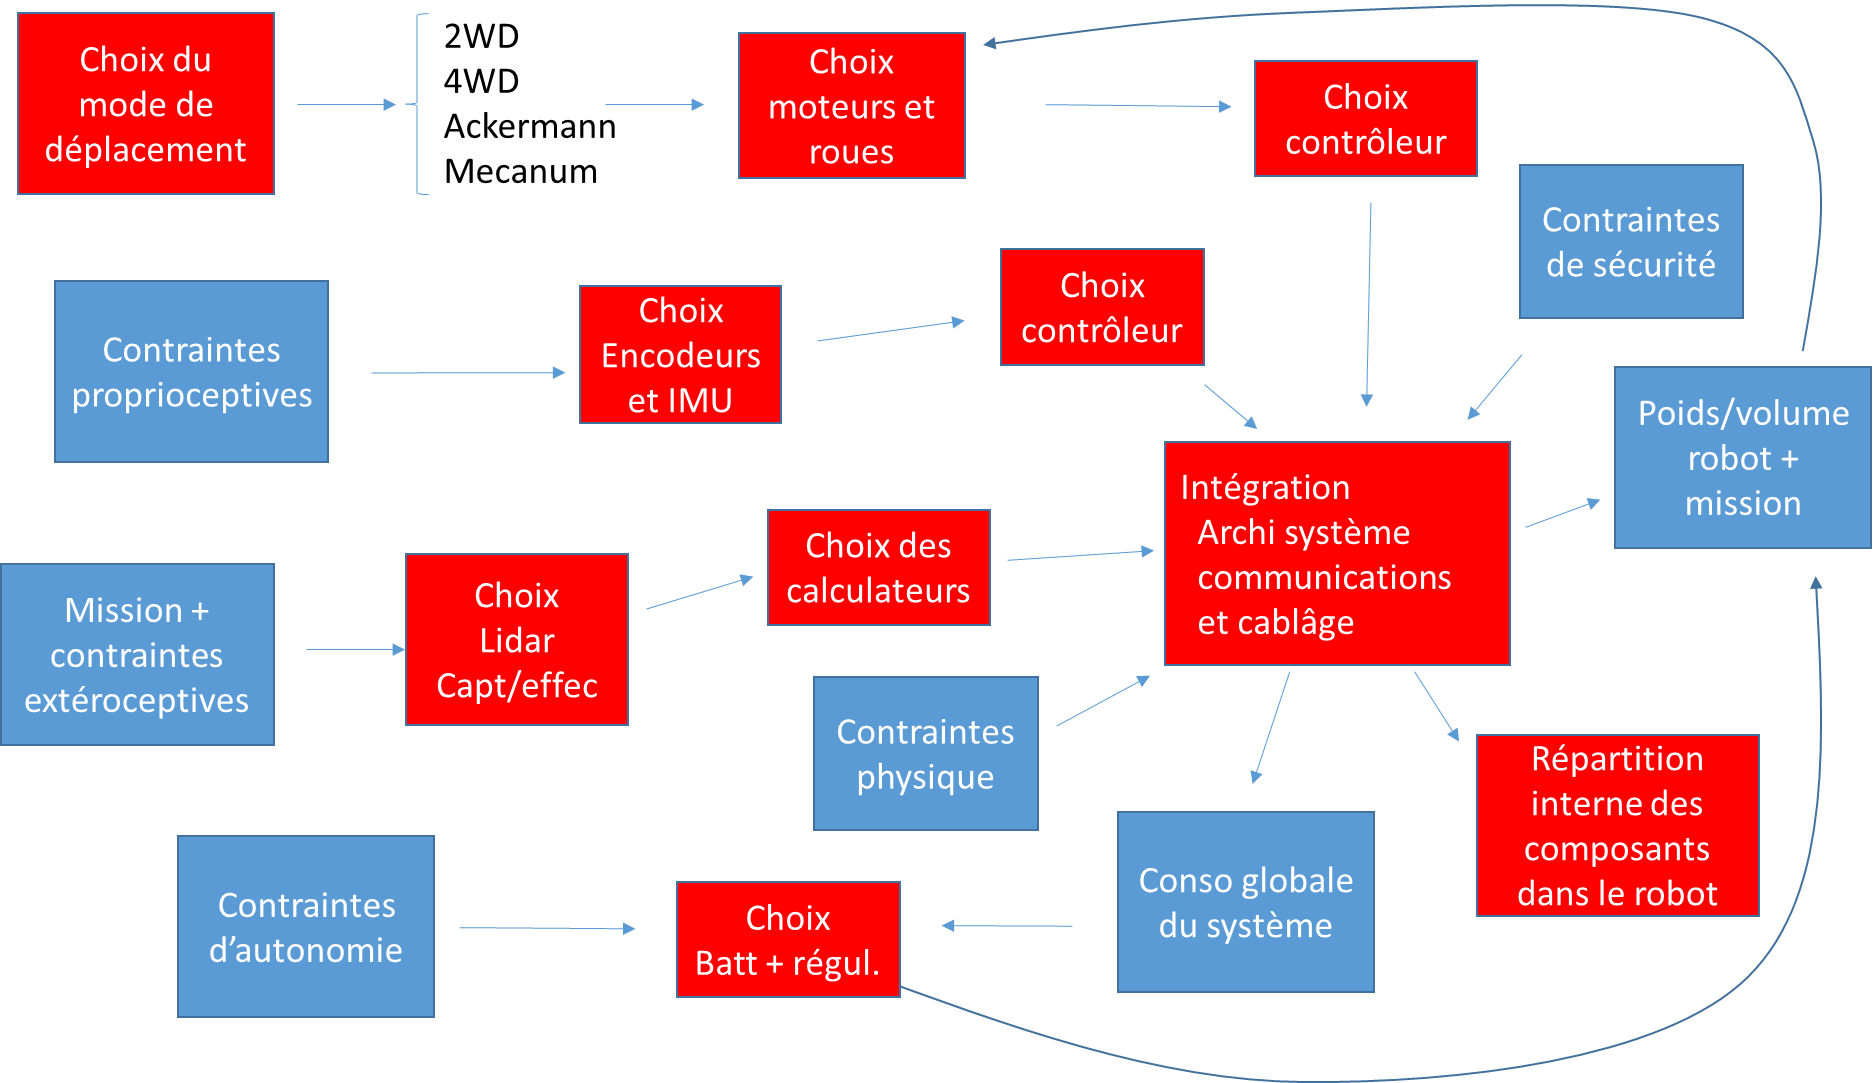 Choix du
mode de
déplacement
2WD
4WD
Ackermann
Mecanum
Choix
moteurs et
roues
Choix
contrôleur
Contraintes
de sécurité
Contraintes
proprioceptives
Choix
Encodeurs
et IMU
Choix
contrôleur
Poids/volume
robot +
mission
Intégration
Archi système
communications
et cablâge
Mission +
contraintes
extéroceptives
Choix
Lidar
Capt/effec
Choix des
calculateurs
Contraintes
physique
Répartition
interne des
composants
dans le robot
Contraintes
d’autonomie
Choix
Batt + régul.
Conso globale
du système